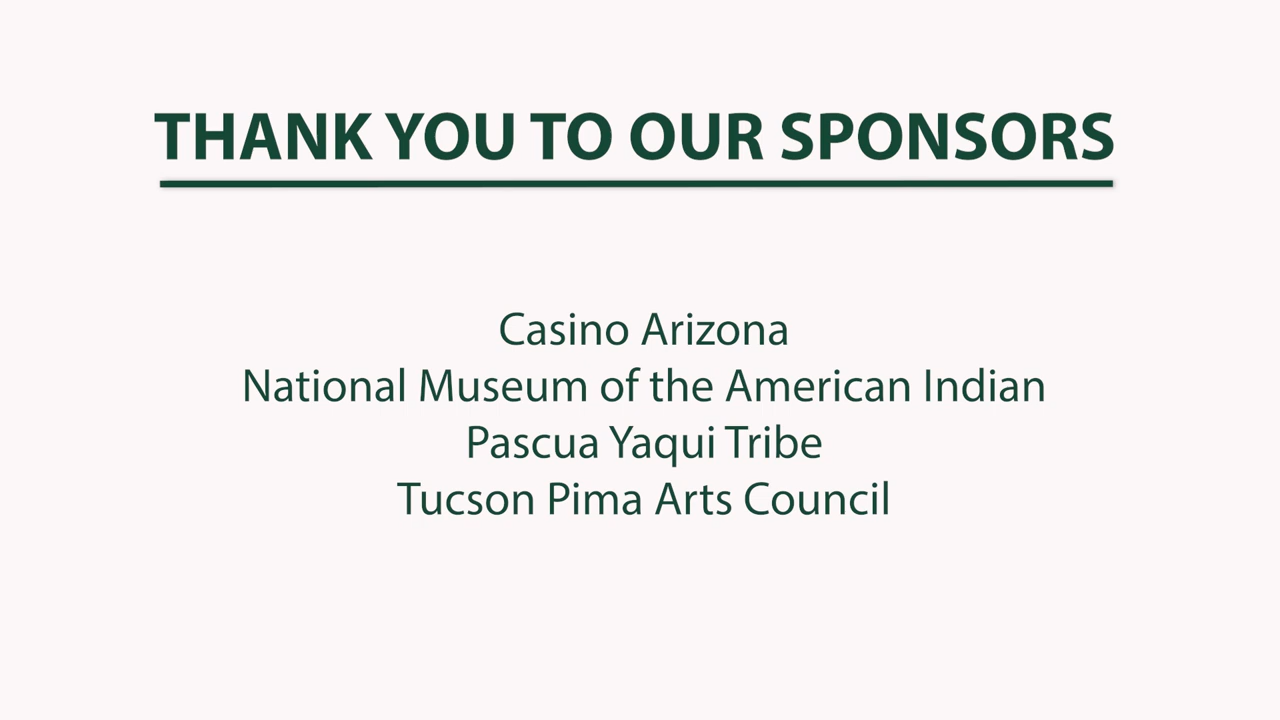 THANK YOU TO OUR SPONSORS
Casino Arizona
National Museum of the American Indian
Pascua Yaqui Tribe
Tucson Pima Arts Council